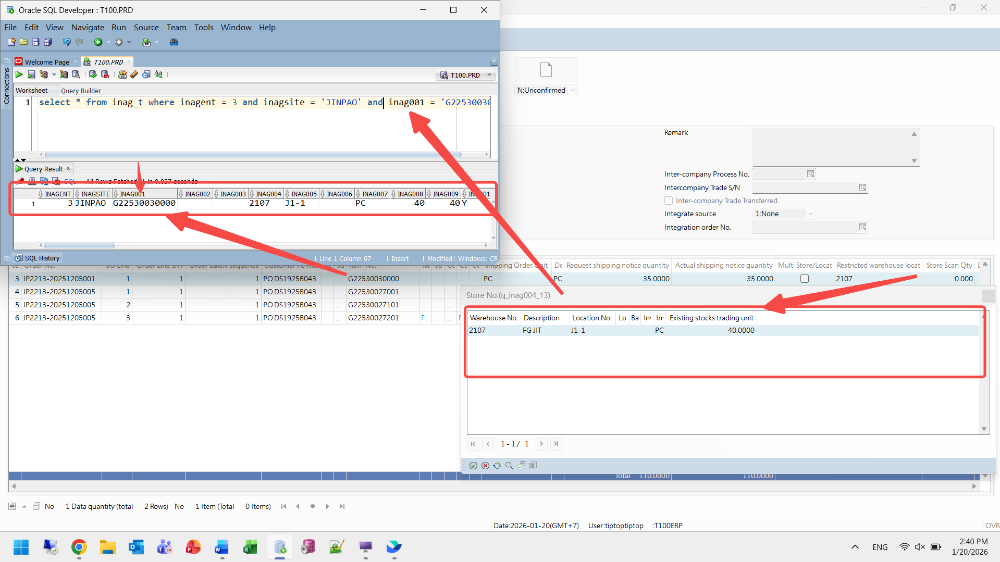 Oracle SQL Developer : T100.PRD
File Edit View Navigate Run Source Team Tools Window Help
Connections
Welcome Page
T100.PRD
T100.PRD
Worksheet Query Builder
1 select * from inag_t where inagent = 3 and inagsite = 'JINPAO' and inag001 = 'G22530030
Query Result
SQL | All Rows Fetched: 1 in 0.027 seconds
INAGENT INAGSITE INAG001 INAG002 INAG003 INAG004 INAG005 INAG006 INAG007 INAG008 INAG009
1 3 JINPAO G22530030000 2107 J1-1 PC 40 40 Y
SQL History
Line 1 Column 67 | Insert | Modified | Windows: CR
N:Unconfirmed
Remark
Inter-company Process No.
Intercompany Trade S/N
Inter-company Trade Transferred
Integrate source 1:None
Integration order No.
Order No. SO Line Order Line S/N Order Batch Sequence Customer Po No. Item No. Ite Sp Ct Ct Ct Shipping Order Unit De Request shipping notice quantity Actual shipping notice quantity Multi Store/Locat Restricted warehouse locat Store Scan Qty
3 JP2213-20251205001 1 1 1 PO.DS1925B043 ... G22530030000 ... ... ... ... ... PC PC 35.0000 35.0000 2107 0.000 ...
4 JP2213-20251205005 1 1 1 PO.DS1925B043 ... G22530027001 ... ... ...
5 JP2213-20251205005 2 1 1 PO.DS1925B043 ... G22530027101 ... ... ...
6 JP2213-20251205005 3 1 1 PO.DS1925B043 ... G22530027201 F... ... ...
Store No.(q_inag004_13)
Warehouse No. Description Location No. Lo Ba Inv Inv Existing stocks trading unit
2107 FG JIT J1-1 PC 40.0000
1 - 1 / 1
Total 110.0000 110.0000
No 1 Data quantity (total 2 Rows) No 1 Item (Total 0 Items)
Date:2026-01-20(GMT+7) User:tiptoptiptop :T100ERP OVR
ENG
2:40 PM
1/20/2026